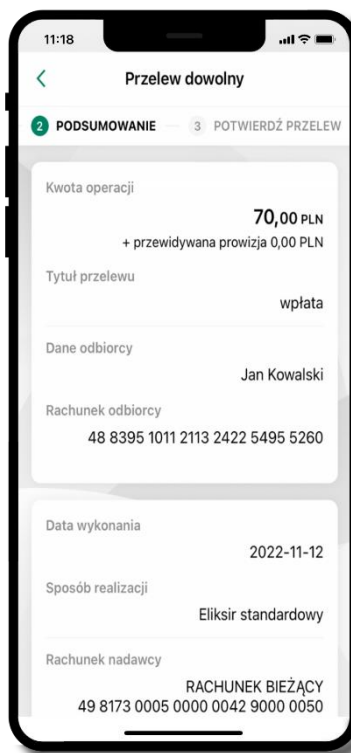 11:18
Przelew dowolny
2 PODSUMOWANIE 3 POTWIERDŹ PRZELEW
Kwota operacji
70,00 PLN
+ przewidywana prowizja 0,00 PLN
Tytuł przelewu
wpłata
Dane odbiorcy
Jan Kowalski
Rachunek odbiorcy
48 8395 1011 2113 2422 5495 5260
Data wykonania
2022-11-12
Sposób realizacji
Eliksir standardowy
Rachunek nadawcy
RACHUNEK BIEŻĄCY
49 8173 0005 0000 0042 9000 0050